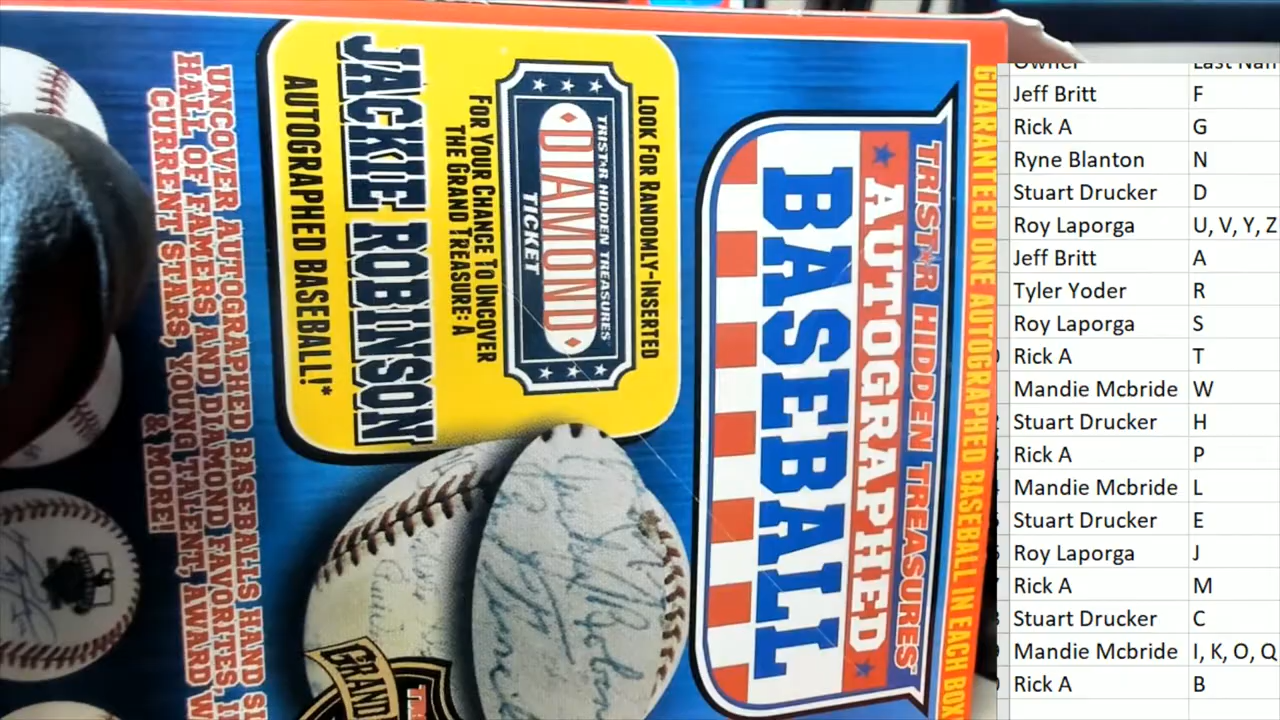 GUARANTEED ONE AUTOGRAPHED BASEBALL IN EACH BOX
TRISTAR HIDDEN TREASURES
AUTOGRAPHED
BASEBALL
LOOK FOR RANDOMLY-INSERTED
TRISTAR HIDDEN TREASURES
DIAMOND
TICKET
FOR YOUR CHANCE TO UNCOVER
THE GRAND TREASURE: A
JACKIE ROBINSON
AUTOGRAPHED BASEBALL!*
UNCOVER AUTOGRAPHED BASEBALLS HAND
HALL OF FAMERS AND DIAMOND FAVORITES,
CURRENT STARS, YOUNG TALENT, AWARD
& MORE!
GRAND
Owner
Jeff Britt F
Rick A G
Ryne Blanton N
Stuart Drucker D
Roy Laporga U, V, Y, Z
Jeff Britt A
Tyler Yoder R
Roy Laporga S
Rick A T
Mandie Mcbride W
Stuart Drucker H
Rick A P
Mandie Mcbride L
Stuart Drucker E
Roy Laporga J
Rick A M
Stuart Drucker C
Mandie Mcbride I, K, O, Q
Rick A B